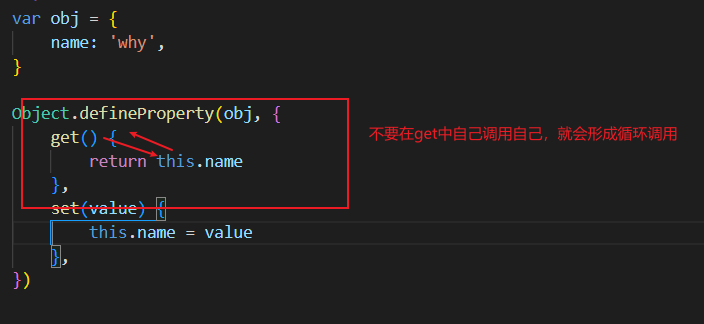 var obj = {
    name: 'why',
}
Object.defineProperty(obj, {
    get() {
        return this.name
    },
    set(value) {
        this.name = value
    },
})
不要在get中自己调用自己，就会形成循环调用